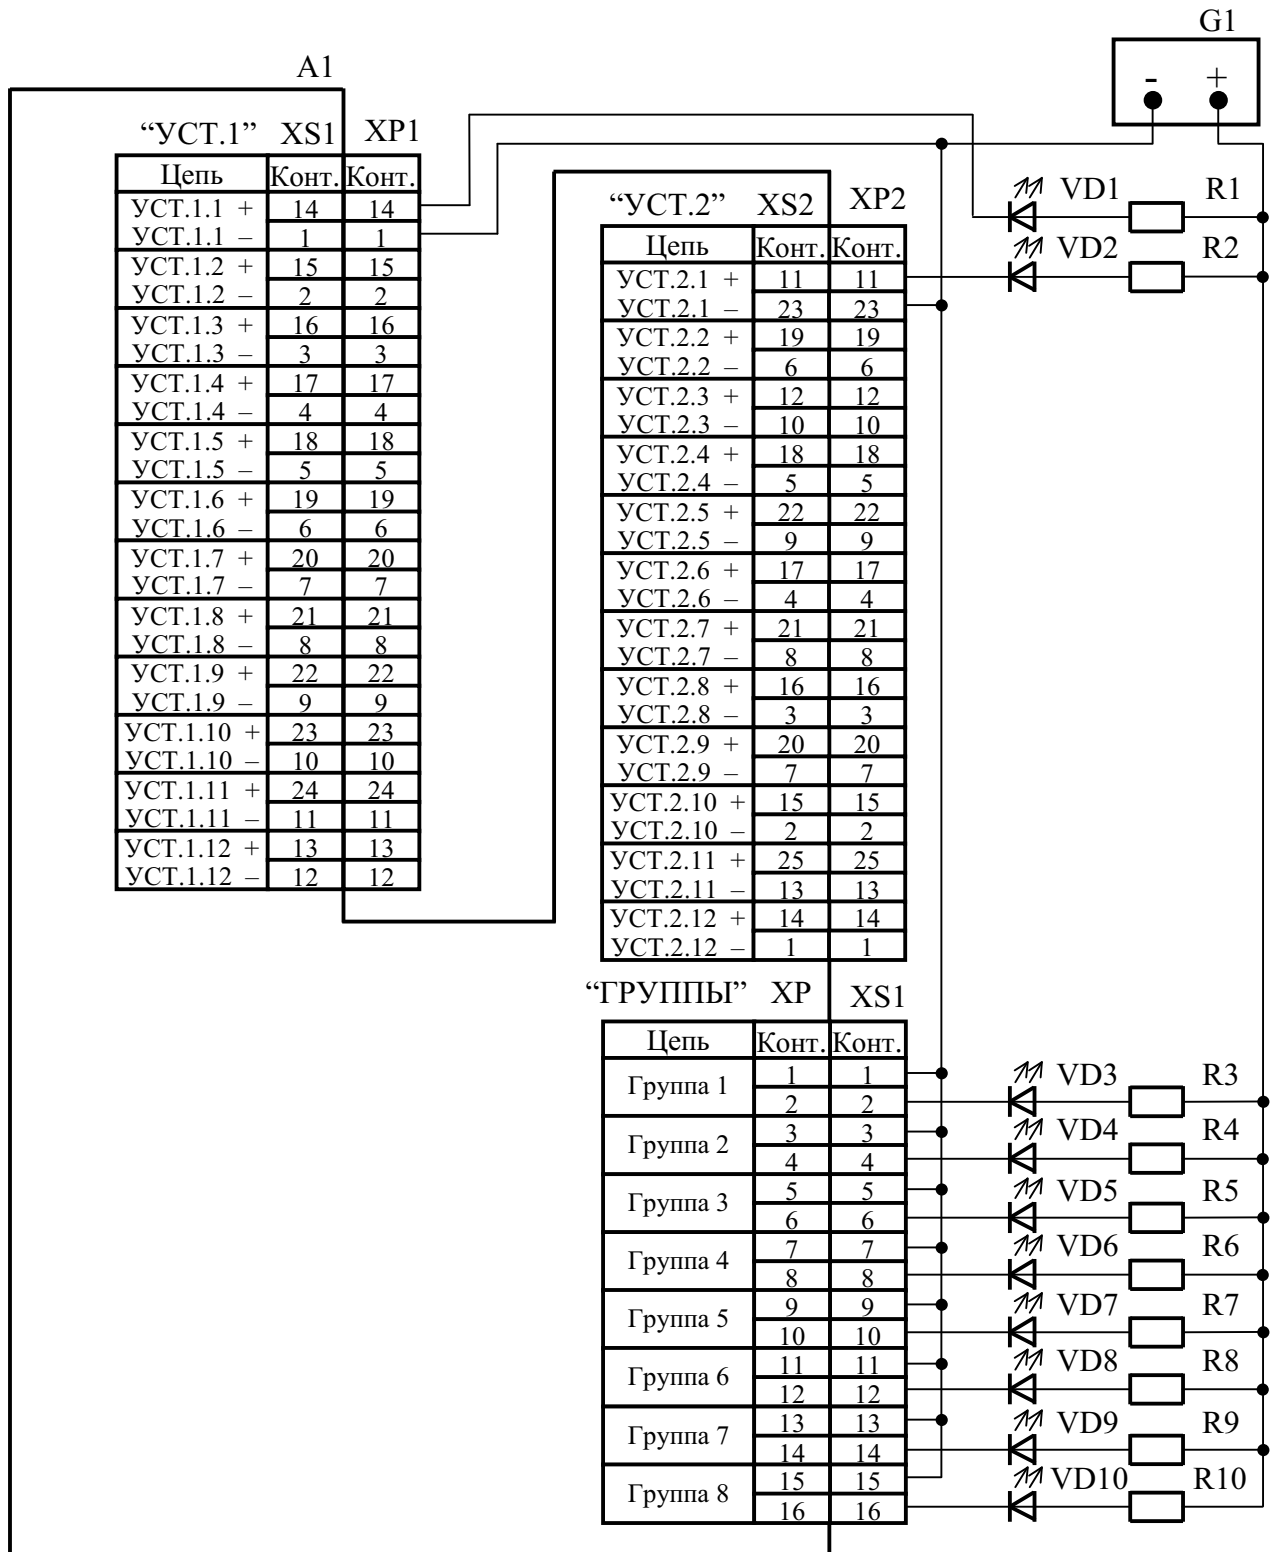 G1
- +
A1
“УСТ.1” XS1 XP1
Цепь Конт. Конт.
УСТ.1.1 + 14 14
УСТ.1.1 – 1 1
УСТ.1.2 + 15 15
УСТ.1.2 – 2 2
УСТ.1.3 + 16 16
УСТ.1.3 – 3 3
УСТ.1.4 + 17 17
УСТ.1.4 – 4 4
УСТ.1.5 + 18 18
УСТ.1.5 – 5 5
УСТ.1.6 + 19 19
УСТ.1.6 – 6 6
УСТ.1.7 + 20 20
УСТ.1.7 – 7 7
УСТ.1.8 + 21 21
УСТ.1.8 – 8 8
УСТ.1.9 + 22 22
УСТ.1.9 – 9 9
УСТ.1.10 + 23 23
УСТ.1.10 – 10 10
УСТ.1.11 + 24 24
УСТ.1.11 – 11 11
УСТ.1.12 + 13 13
УСТ.1.12 – 12 12
“УСТ.2” XS2 XP2
Цепь Конт. Конт.
УСТ.2.1 + 11 11
УСТ.2.1 – 23 23
УСТ.2.2 + 19 19
УСТ.2.2 – 6 6
УСТ.2.3 + 12 12
УСТ.2.3 – 10 10
УСТ.2.4 + 18 18
УСТ.2.4 – 5 5
УСТ.2.5 + 22 22
УСТ.2.5 – 9 9
УСТ.2.6 + 17 17
УСТ.2.6 – 4 4
УСТ.2.7 + 21 21
УСТ.2.7 – 8 8
УСТ.2.8 + 16 16
УСТ.2.8 – 3 3
УСТ.2.9 + 20 20
УСТ.2.9 – 7 7
УСТ.2.10 + 15 15
УСТ.2.10 – 2 2
УСТ.2.11 + 25 25
УСТ.2.11 – 13 13
УСТ.2.12 + 14 14
УСТ.2.12 – 1 1
VD1 R1
VD2 R2
“ГРУППЫ” XP XS1
Цепь Конт. Конт.
Группа 1
1 1
2 2
Группа 2
3 3
4 4
Группа 3
5 5
6 6
Группа 4
7 7
8 8
Группа 5
9 9
10 10
Группа 6
11 11
12 12
Группа 7
13 13
14 14
Группа 8
15 15
16 16
VD3 R3
VD4 R4
VD5 R5
VD6 R6
VD7 R7
VD8 R8
VD9 R9
VD10 R10